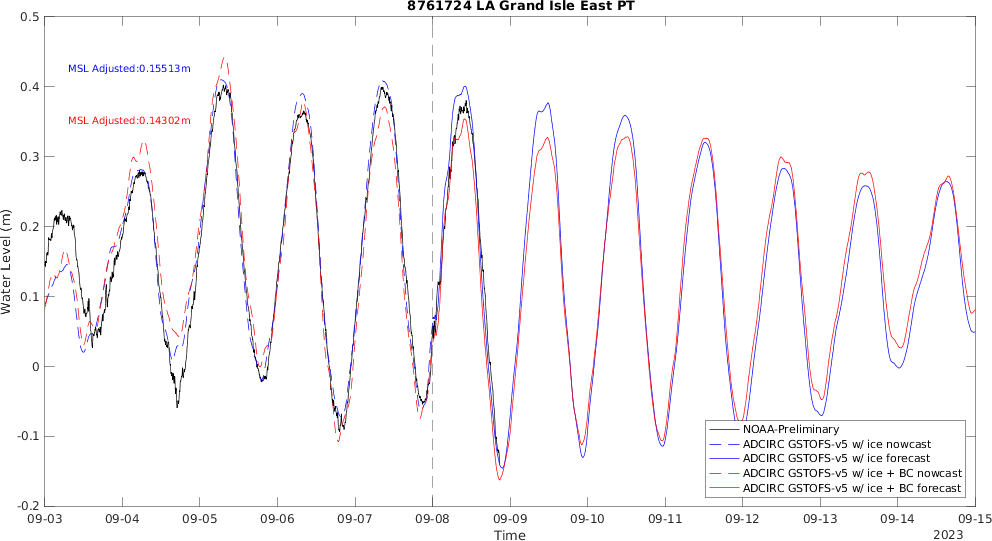 8761724 LA Grand Isle East PT
0.5
0.4
0.3
0.2
0.1
0
-0.1
-0.2
Water Level (m)
MSL Adjusted:0.15513m
MSL Adjusted:0.14302m
NOAA-Preliminary
ADCIRC GSTOFS-v5 w/ ice nowcast
ADCIRC GSTOFS-v5 w/ ice forecast
ADCIRC GSTOFS-v5 w/ ice + BC nowcast
ADCIRC GSTOFS-v5 w/ ice + BC forecast
09-03 09-04 09-05 09-06 09-07 09-08 09-09 09-10 09-11 09-12 09-13 09-14 09-15
Time
2023